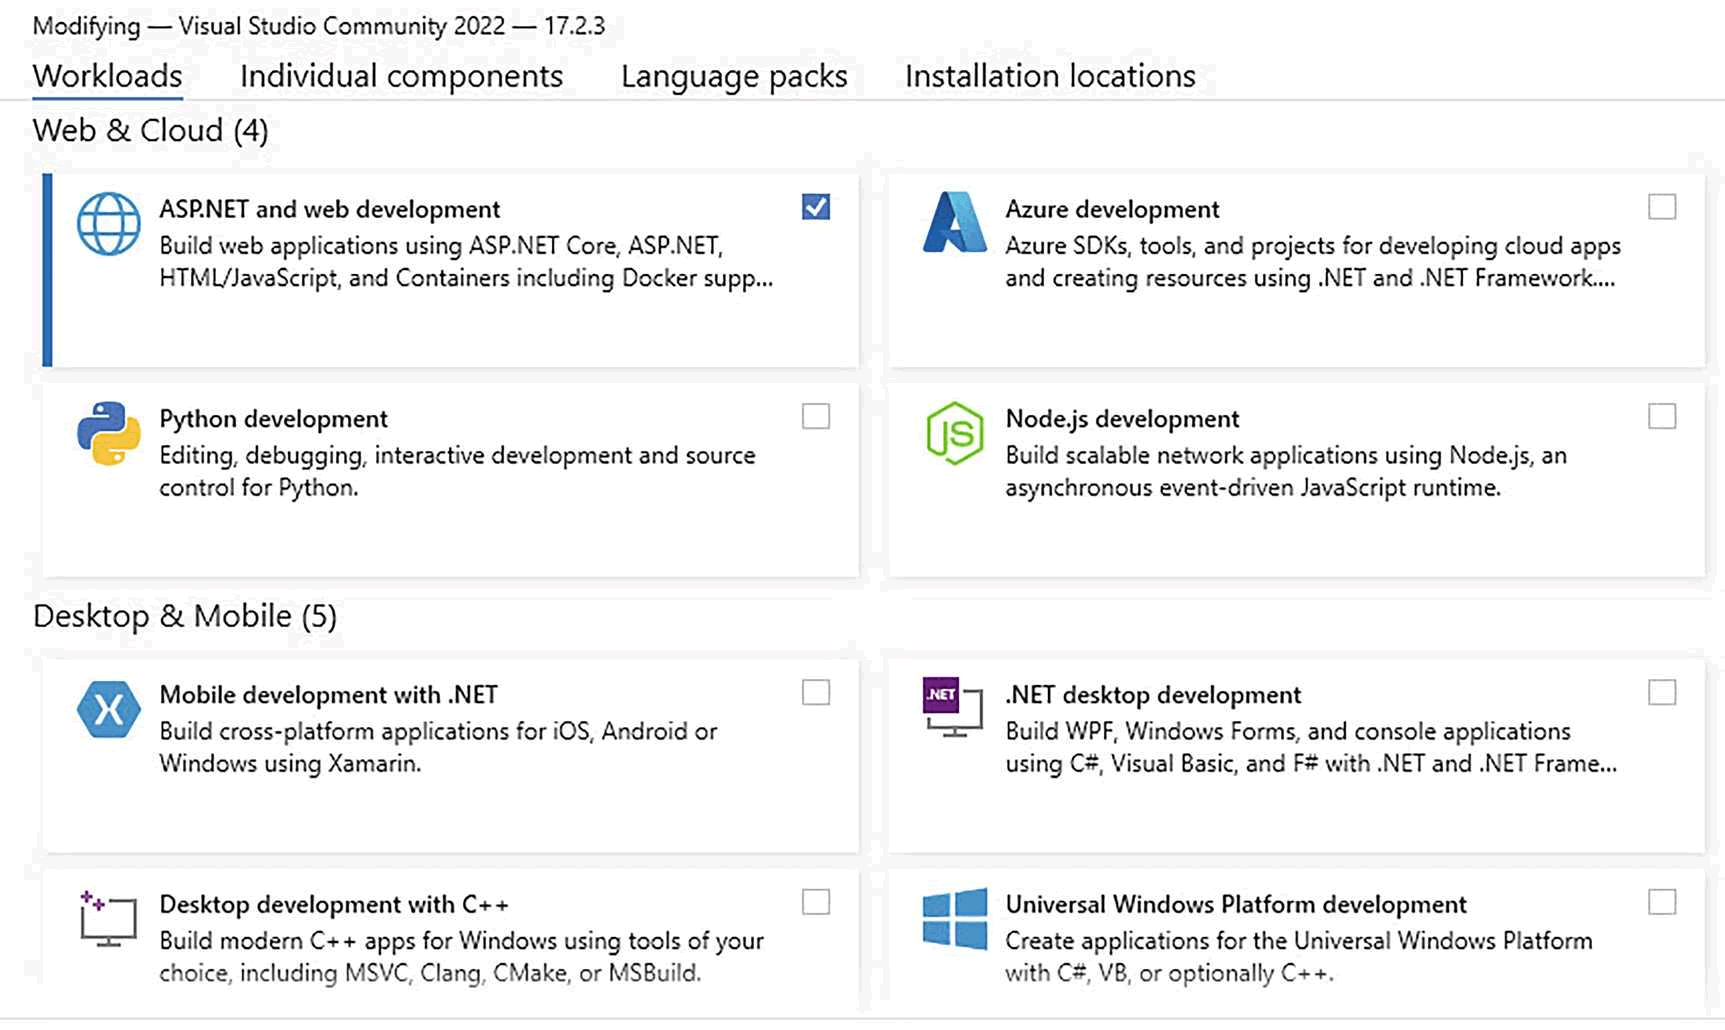 Modifying — Visual Studio Community 2022 — 17.2.3
Workloads Individual components Language packs Installation locations
Web & Cloud (4)
ASP.NET and web development
Build web applications using ASP.NET Core, ASP.NET,
HTML/JavaScript, and Containers including Docker supp...
Azure development
Azure SDKs, tools, and projects for developing cloud apps
and creating resources using .NET and .NET Framework....
Python development
Editing, debugging, interactive development and source
control for Python.
JS
Node.js development
Build scalable network applications using Node.js, an
asynchronous event-driven JavaScript runtime.
Desktop & Mobile (5)
X
Mobile development with .NET
Build cross-platform applications for iOS, Android or
Windows using Xamarin.
.NET
.NET desktop development
Build WPF, Windows Forms, and console applications
using C#, Visual Basic, and F# with .NET and .NET Frame...
Desktop development with C++
Build modern C++ apps for Windows using tools of your
choice, including MSVC, Clang, CMake, or MSBuild.
Universal Windows Platform development
Create applications for the Universal Windows Platform
with C#, VB, or optionally C++.